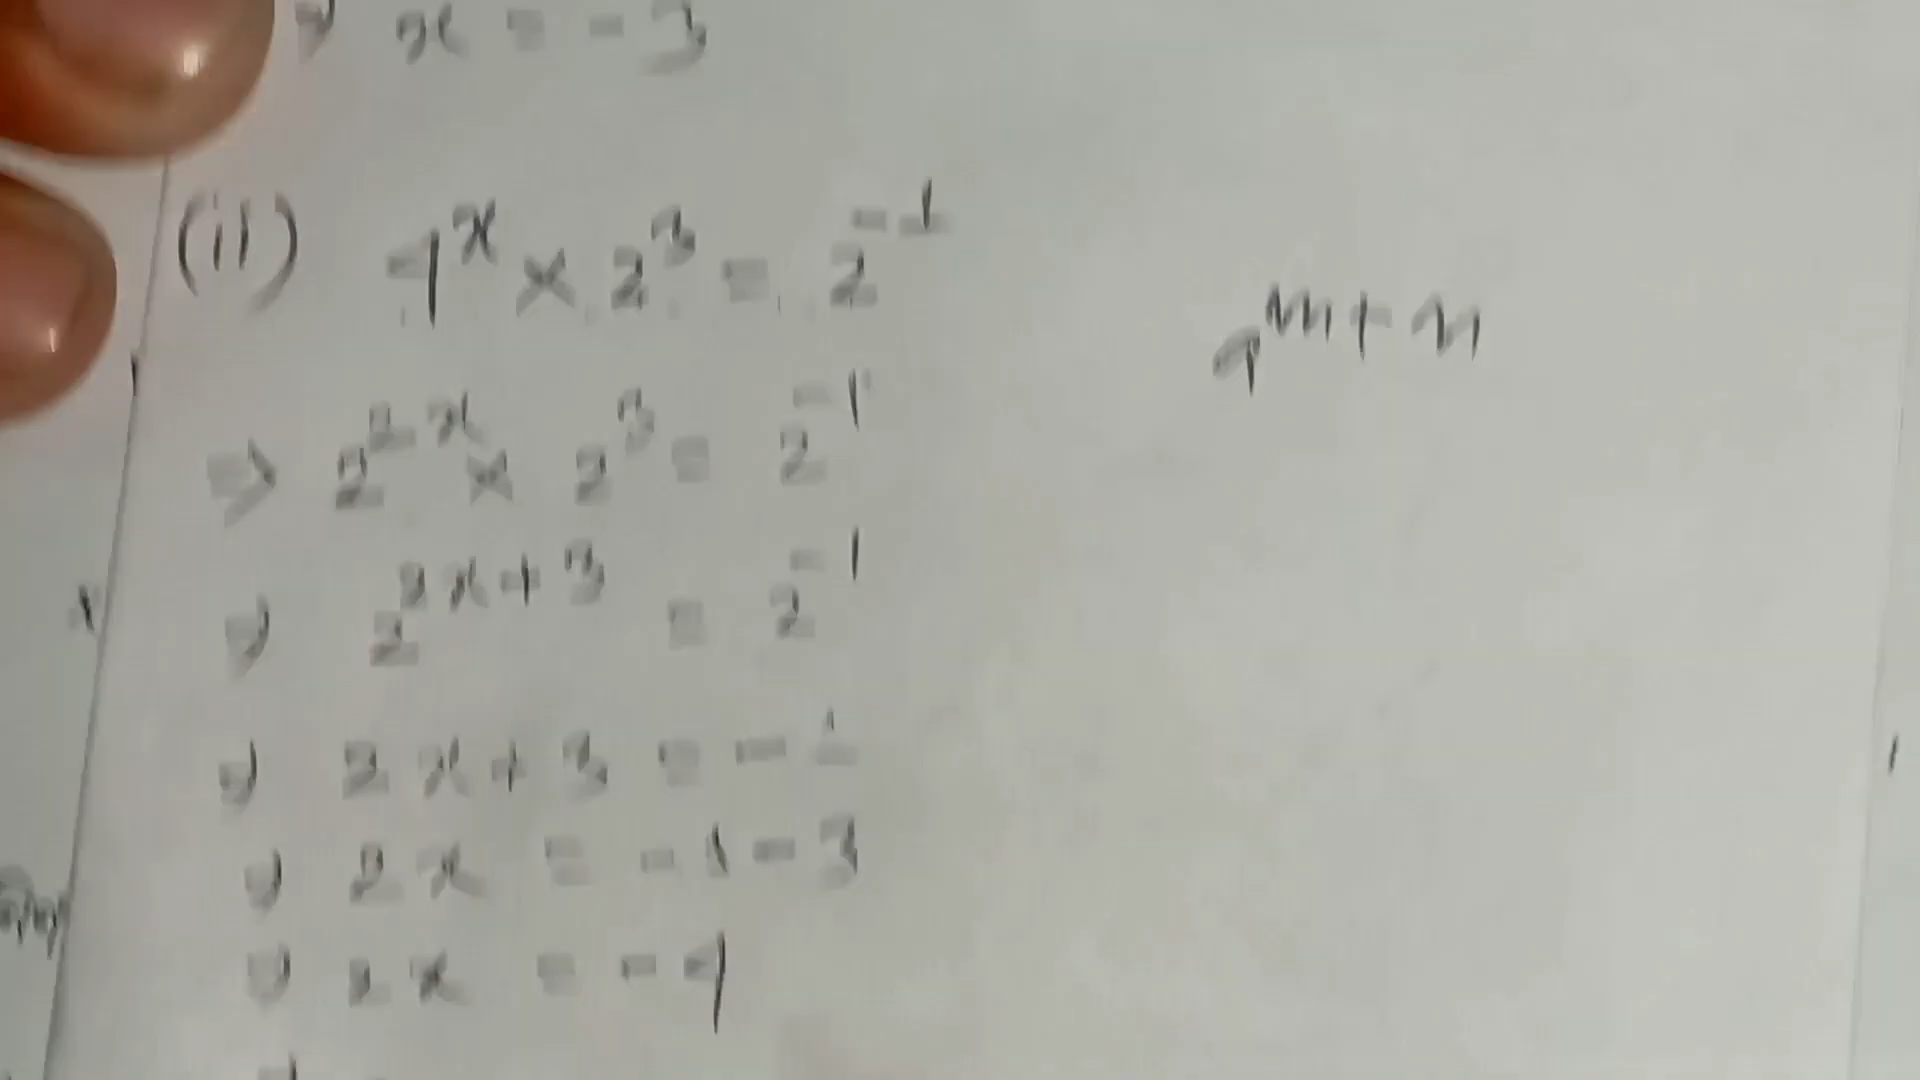 ⇒ x = - 3
(ii) 4^x × 2^3 = 2^-1
a^m+n
⇒ 2^2x × 2^3 = 2^-1
⇒ 2^2x+3 = 2^-1
⇒ 2x + 3 = - 1
⇒ 2x = - 1 - 3
⇒ 2x = - 4